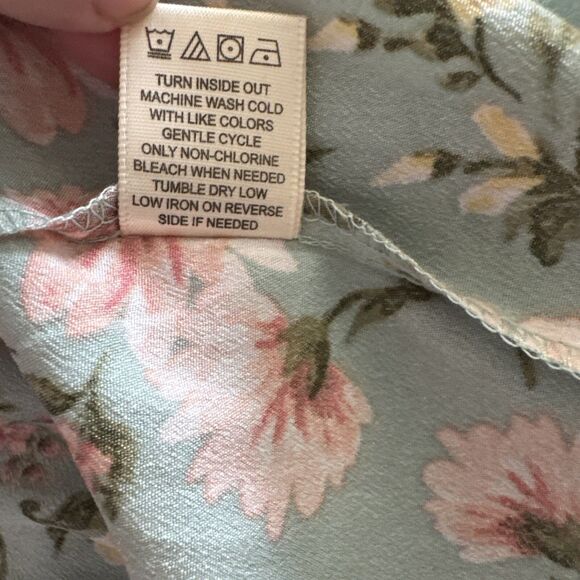 TURN INSIDE OUT
MACHINE WASH COLD
WITH LIKE COLORS
GENTLE CYCLE
ONLY NON-CHLORINE
BLEACH WHEN NEEDED
TUMBLE DRY LOW
LOW IRON ON REVERSE
SIDE IF NEEDED